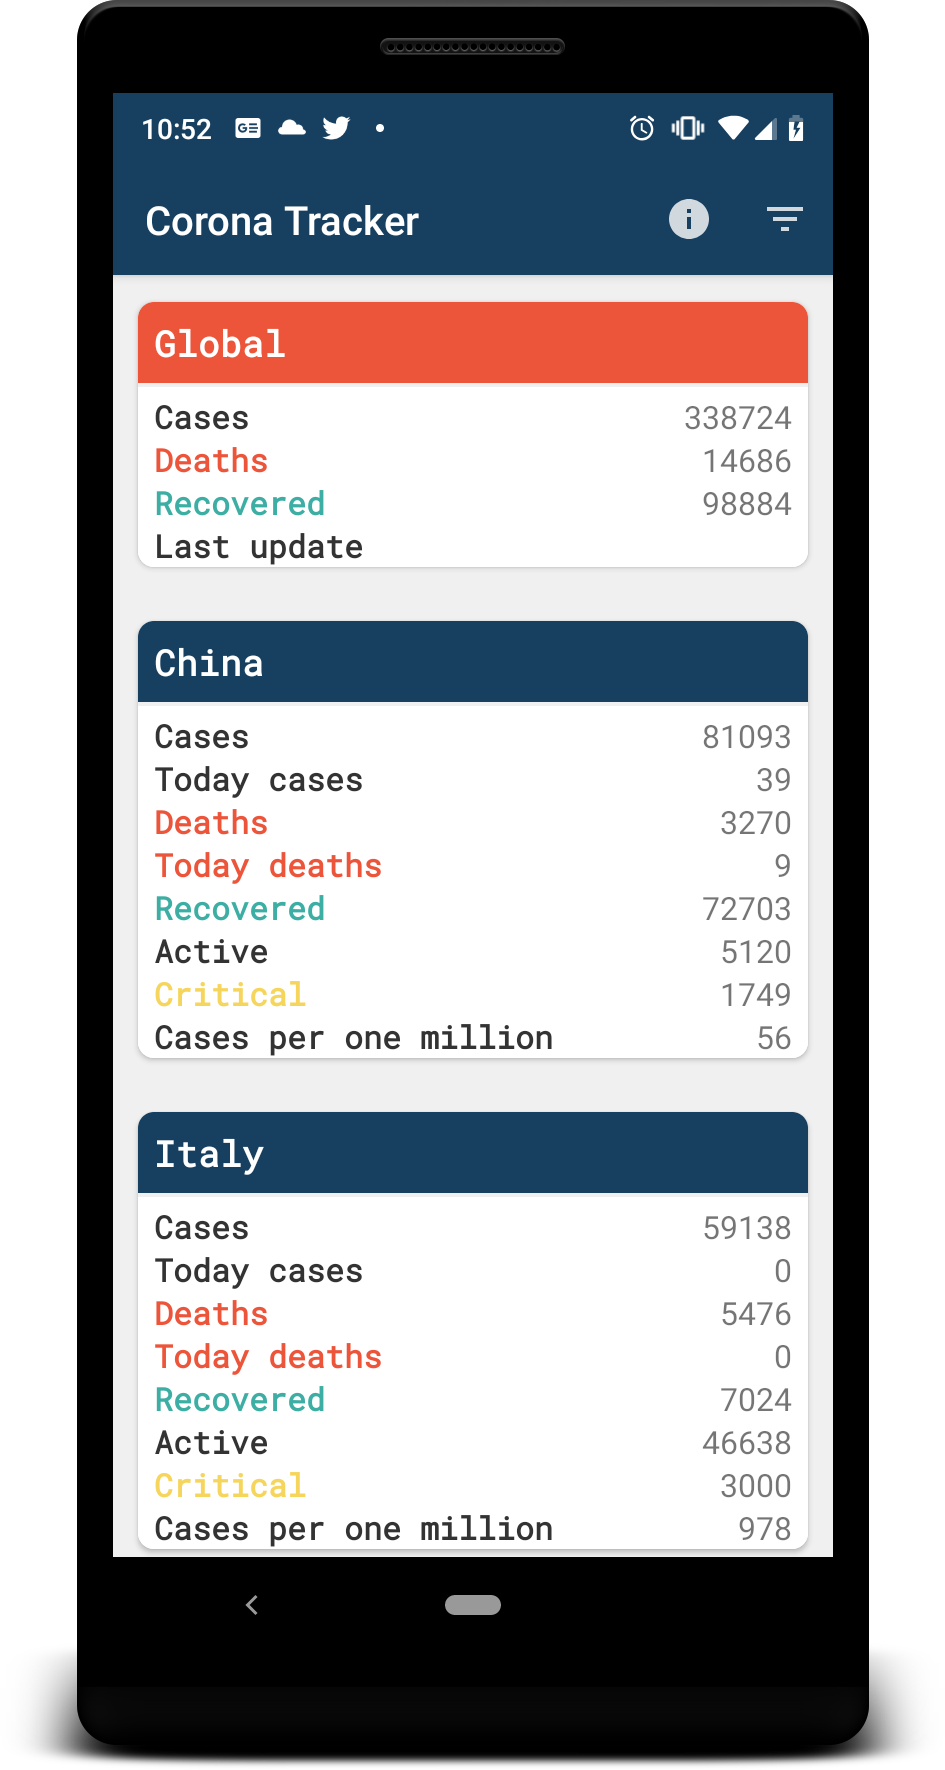 10:52
Corona Tracker
Global
Cases 338724
Deaths 14686
Recovered 98884
Last update
China
Cases 81093
Today cases 39
Deaths 3270
Today deaths 9
Recovered 72703
Active 5120
Critical 1749
Cases per one million 56
Italy
Cases 59138
Today cases 0
Deaths 5476
Today deaths 0
Recovered 7024
Active 46638
Critical 3000
Cases per one million 978